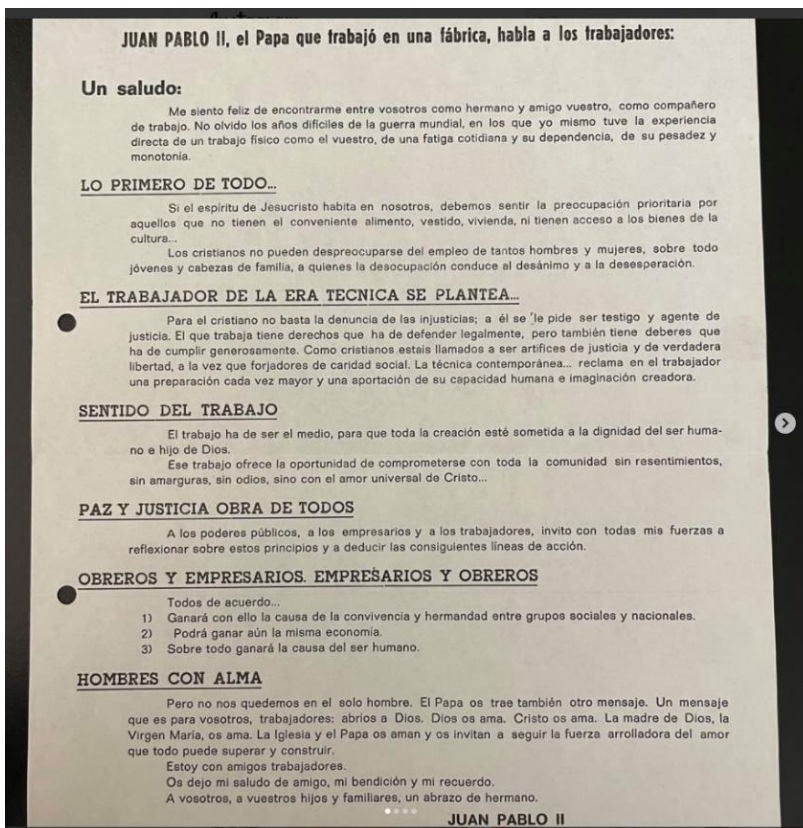 JUAN PABLO II, el Papa que trabajó en una fábrica, habla a los trabajadores:
Un saludo:
Me siento feliz de encontrarme entre vosotros como hermano y amigo vuestro, como compañero
de trabajo. No olvido los años difíciles de la guerra mundial, en los que yo mismo tuve la experiencia
directa de un trabajo físico como el vuestro, de una fatiga cotidiana y su dependencia, de su pesadez y
monotonía.
LO PRIMERO DE TODO...
Si el espíritu de Jesucristo habita en nosotros, debemos sentir la preocupación prioritaria por
aquellos que no tienen el conveniente alimento, vestido, vivienda, ni tienen acceso a los bienes de la
cultura...
Los cristianos no pueden despreocuparse del empleo de tantos hombres y mujeres, sobre todo
jóvenes y cabezas de familia, a quienes la desocupación conduce al desánimo y a la desesperación.
EL TRABAJADOR DE LA ERA TECNICA SE PLANTEA...
Para el cristiano no basta la denuncia de las injusticias; a él se 'le pide ser testigo y agente de
justicia. El que trabaja tiene derechos que ha de defender legalmente, pero también tiene deberes que
ha de cumplir generosamente. Como cristianos estais llamados a ser artífices de justicia y de verdadera
libertad, a la vez que forjadores de caridad social. La técnica contemporánea... reclama en el trabajador
una preparación cada vez mayor y una aportación de su capacidad humana e imaginación creadora.
SENTIDO DEL TRABAJO
El trabajo ha de ser el medio, para que toda la creación esté sometida a la dignidad del ser huma-
no e hijo de Dios.
Ese trabajo ofrece la oportunidad de comprometerse con toda la comunidad sin resentimientos,
sin amarguras, sin odios, sino con el amor universal de Cristo...
PAZ Y JUSTICIA OBRA DE TODOS
A los poderes públicos, a los empresarios y a los trabajadores, invito con todas mis fuerzas a
reflexionar sobre estos principios y a deducir las consiguientes líneas de acción.
OBREROS Y EMPRESARIOS. EMPRESARIOS Y OBREROS
Todos de acuerdo...
1) Ganará con ello la causa de la convivencia y hermandad entre grupos sociales y nacionales.
2) Podrá ganar aún la misma economía.
3) Sobre todo ganará la causa del ser humano.
HOMBRES CON ALMA
Pero no nos quedemos en el solo hombre. El Papa os trae también otro mensaje. Un mensaje
que es para vosotros, trabajadores: abríos a Dios. Dios os ama. Cristo os ama. La madre de Dios, la
Virgen María, os ama. La Iglesia y el Papa os aman y os invitan a seguir la fuerza arrolladora del amor
que todo puede superar y construir.
Estoy con amigos trabajadores.
Os dejo mi saludo de amigo, mi bendición y mi recuerdo.
A vosotros, a vuestros hijos y familiares, un abrazo de hermano.
JUAN PABLO II